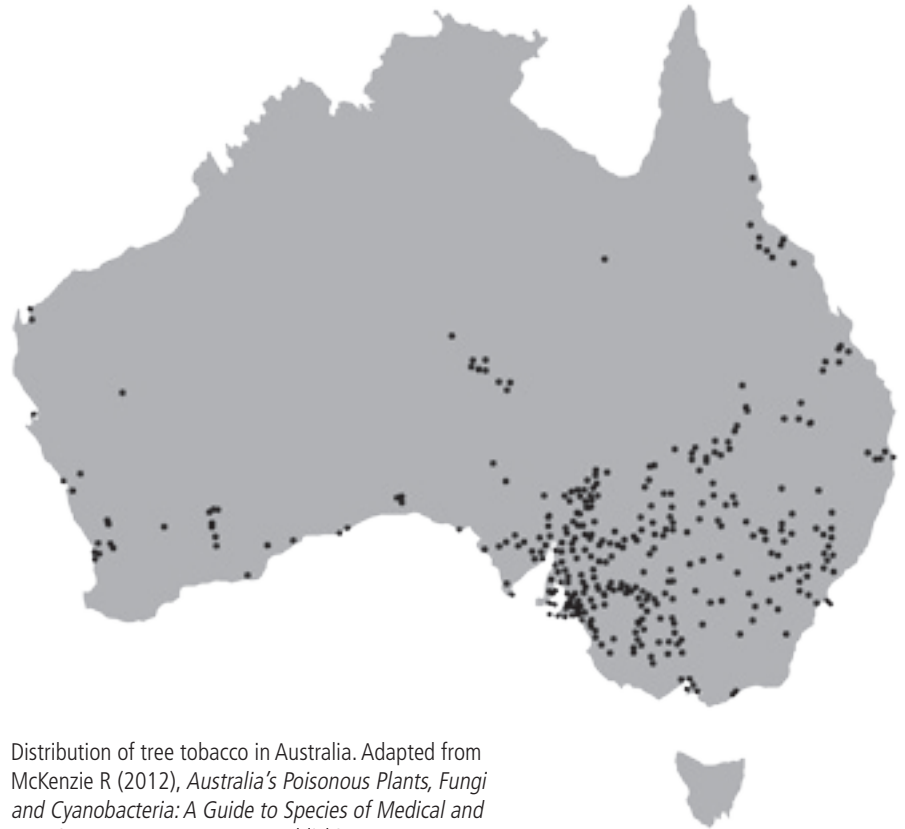 Distribution of tree tobacco in Australia. Adapted from
McKenzie R (2012), Australia's Poisonous Plants, Fungi
and Cyanobacteria: A Guide to Species of Medical and